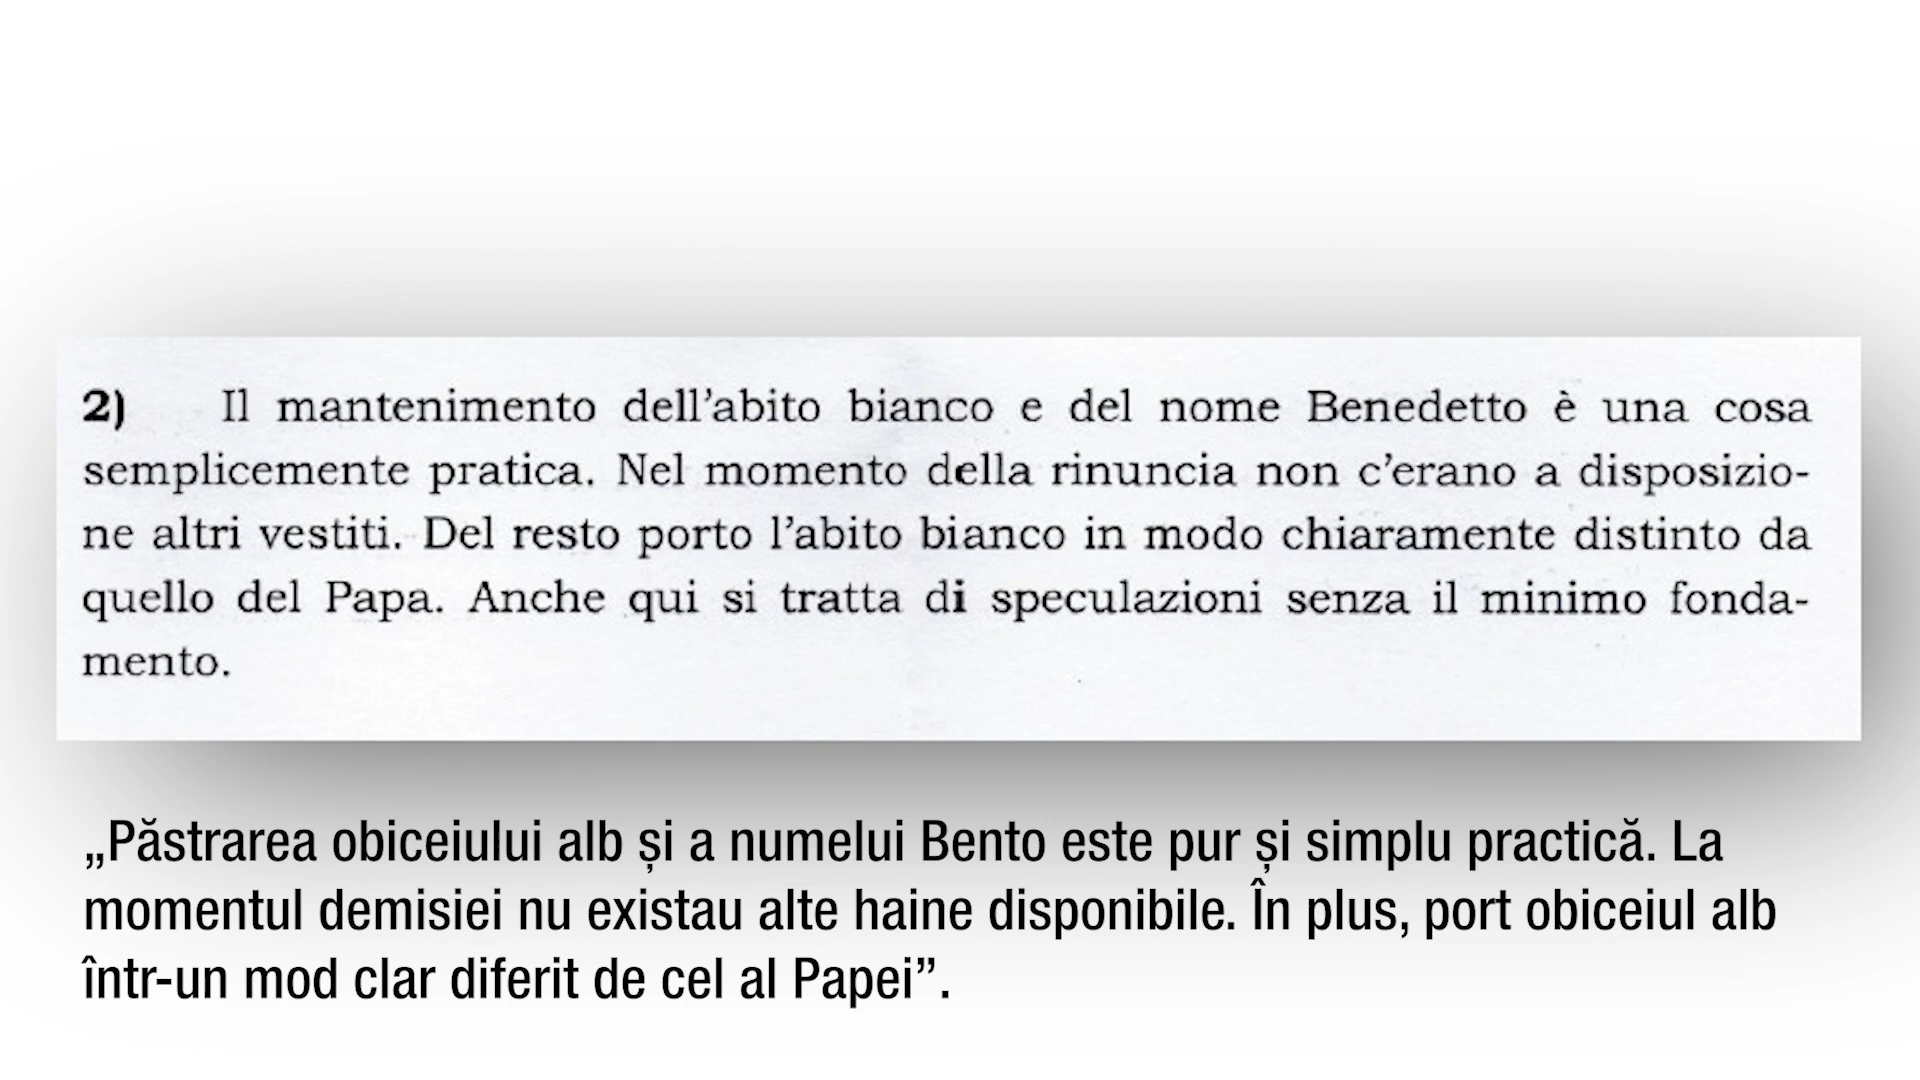 2) Il mantenimento dell'abito bianco e del nome Benedetto è una cosa
semplicemente pratica. Nel momento della rinuncia non c'erano a disposizio-
ne altri vestiti. Del resto porto l'abito bianco in modo chiaramente distinto da
quello del Papa. Anche qui si tratta di speculazioni senza il minimo fonda-
mento.
„Păstrarea obiceiului alb și a numelui Bento este pur și simplu practică. La
momentul demisiei nu existau alte haine disponibile. În plus, port obiceiul alb
într-un mod clar diferit de cel al Papei”.